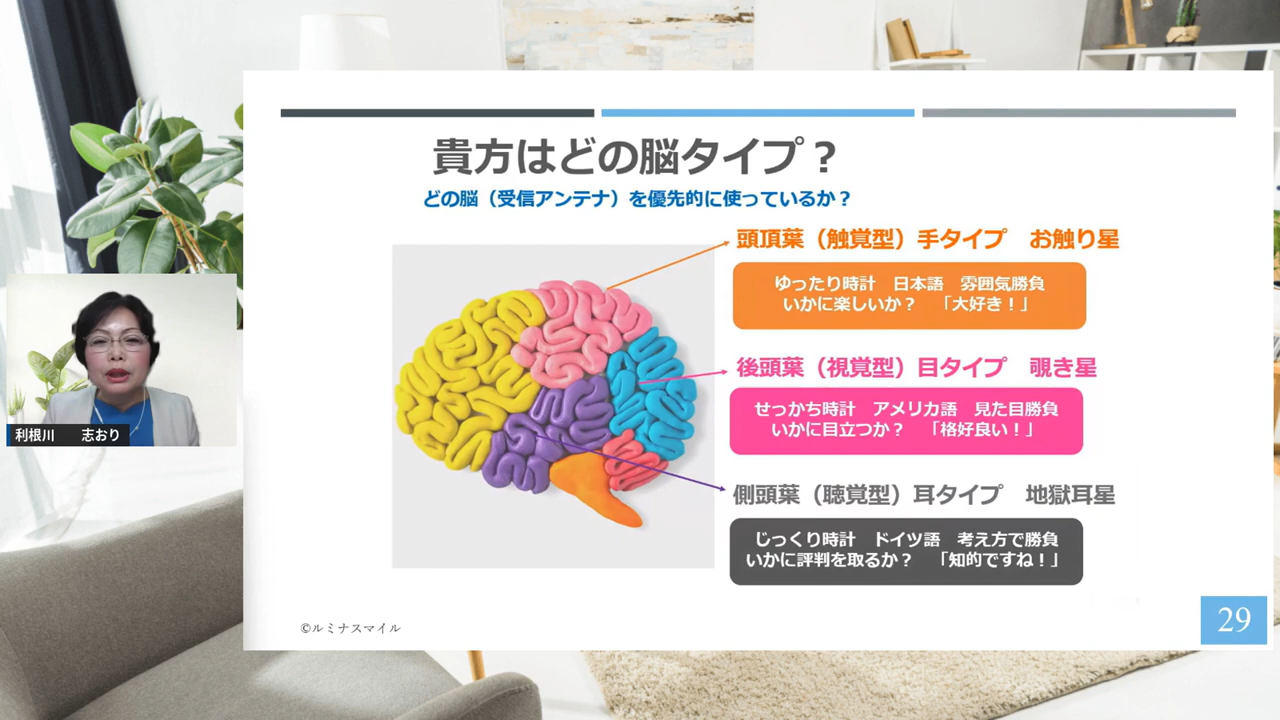 貴方はどの脳タイプ？
どの脳（受信アンテナ）を優先的に使っているか？
頭頂葉（触覚型）手タイプ　お触り星
ゆったり時計　日本語　雰囲気勝負
いかに楽しいか？　「大好き！」
後頭葉（視覚型）目タイプ　覗き星
せっかち時計　アメリカ語　見た目勝負
いかに目立つか？　「格好良い！」
側頭葉（聴覚型）耳タイプ　地獄耳星
じっくり時計　ドイツ語　考え方で勝負
いかに評判を取るか？　「知的ですね！」
利根川　志おり
©ルミナスマイル
29